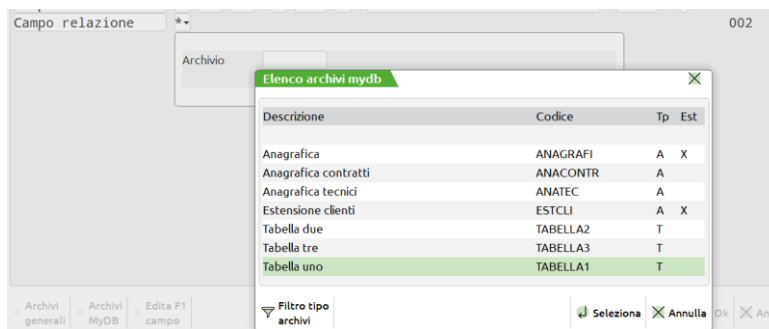 Campo relazione *
002
Archivio
Elenco archivi mydb
Descrizione Codice Tp Est
Anagrafica ANAGRAFI A X
Anagrafica contratti ANACONTR A
Anagrafica tecnici ANATEC A
Estensione clienti ESTCLI A X
Tabella due TABELLA2 T
Tabella tre TABELLA3 T
Tabella uno TABELLA1 T
Archivi generali
Archivi MyDB
Edita F1 campo
Filtro tipo archivi
Seleziona
Annulla
Ok
An